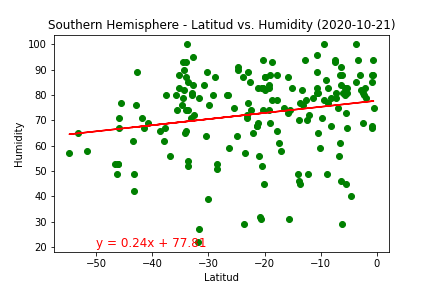 Southern Hemisphere - Latitud vs. Humidity (2020-10-21)
100
90
80
70
60
50
40
30
20
Humidity
y = 0.24x + 77.81
−50 −40 −30 −20 −10 0
Latitud